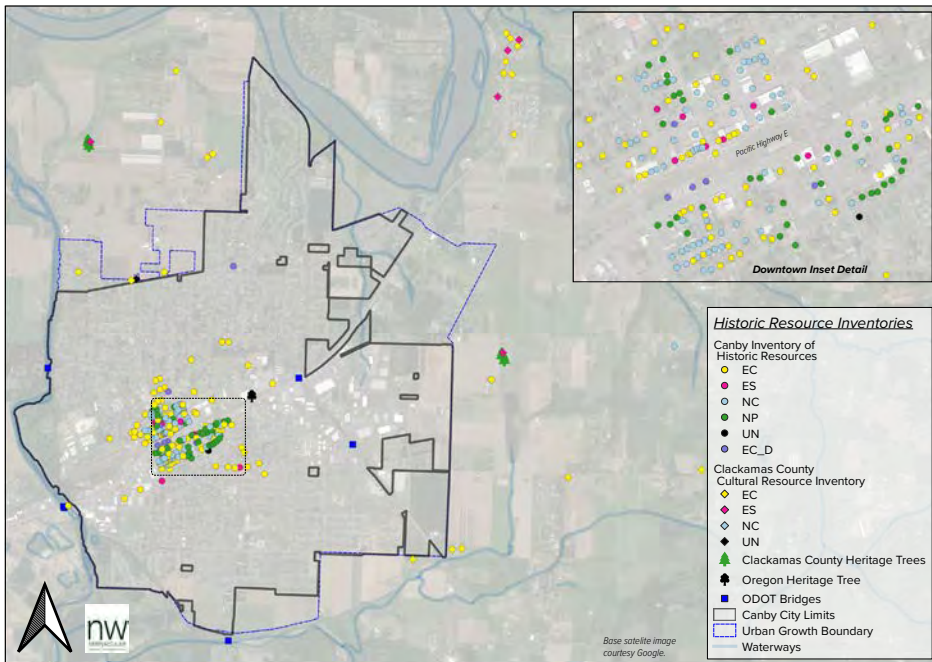 Pacific Highway E
Downtown Inset Detail
Historic Resource Inventories
Canby Inventory of
Historic Resources
EC
ES
NC
NP
UN
EC_D
Clackamas County
Cultural Resource Inventory
EC
ES
NC
UN
Clackamas County Heritage Trees
Oregon Heritage Tree
ODOT Bridges
Canby City Limits
Urban Growth Boundary
Waterways
nw
VERNACULAR
Base satelite image
courtesy Google.